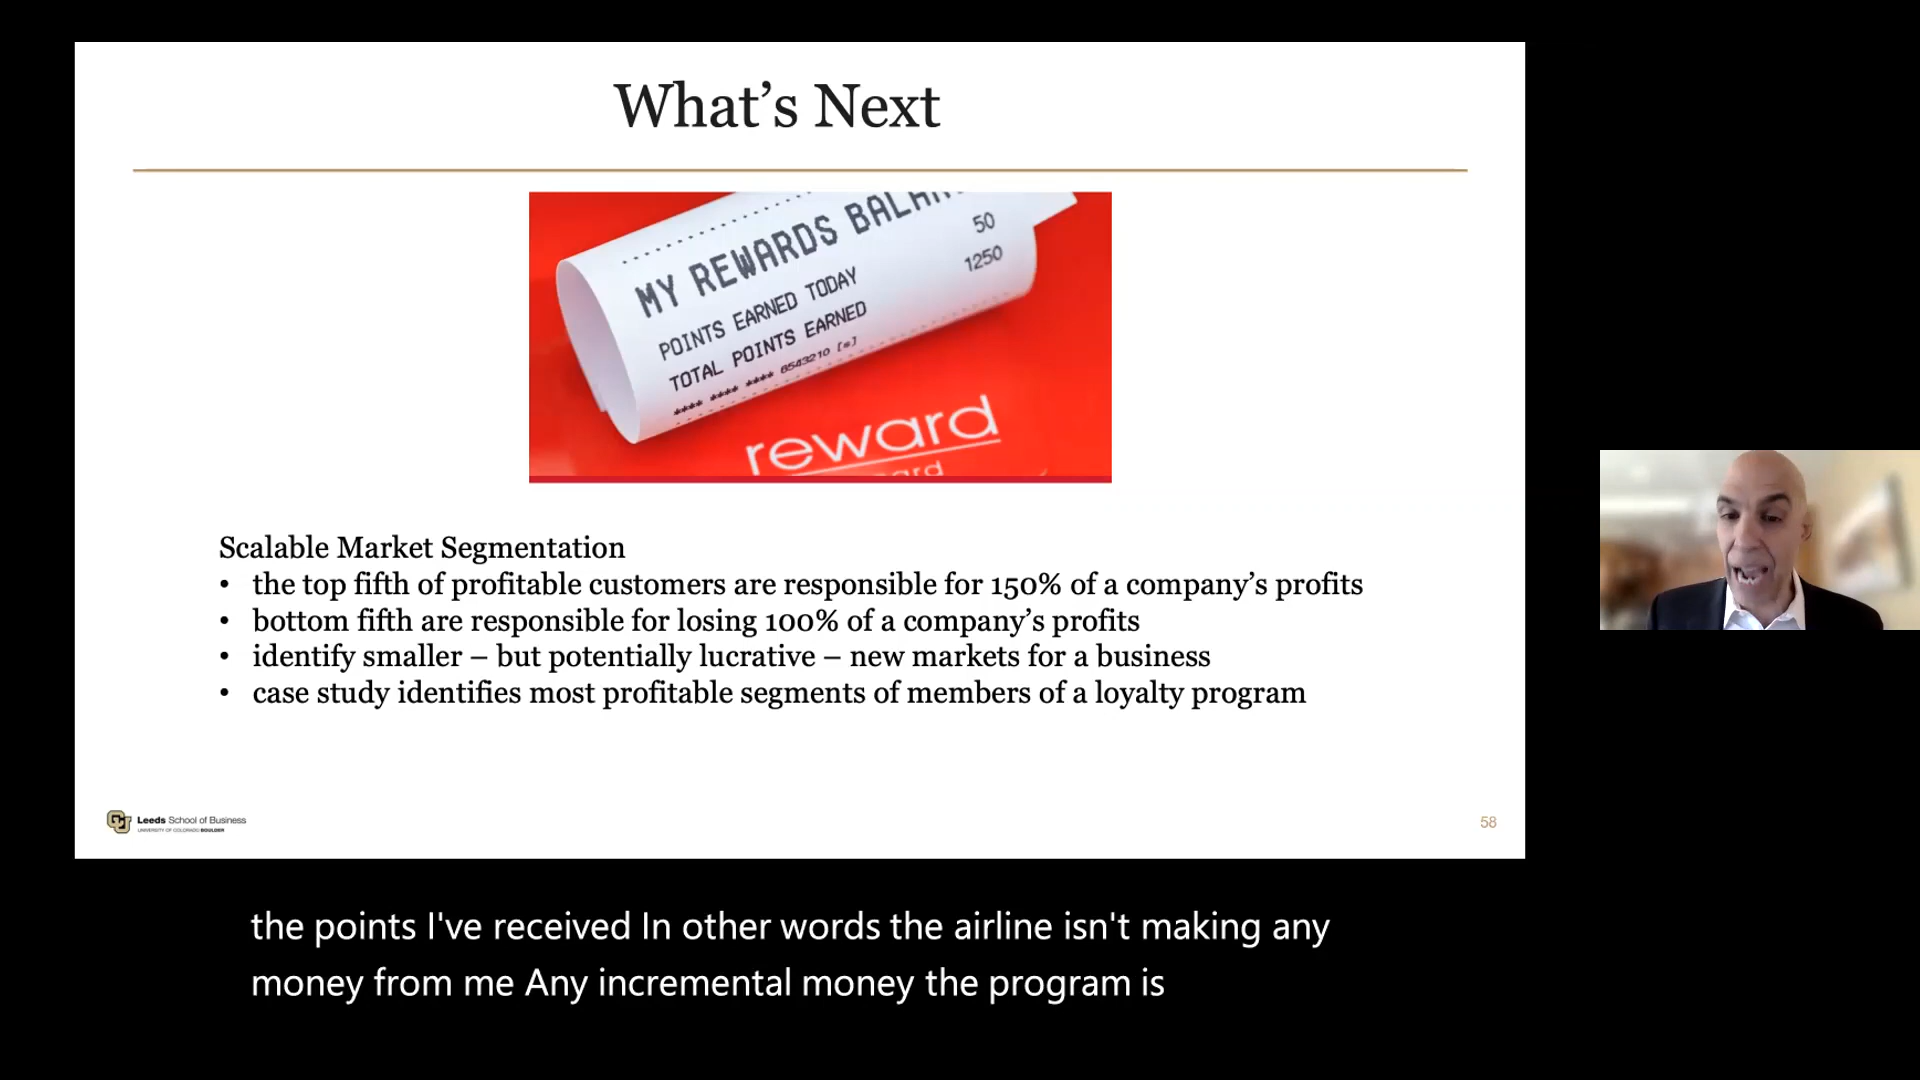 What's Next
MY REWARDS BALAN
50
POINTS EARNED TODAY
1250
TOTAL POINTS EARNED
**** **** **** 6543210 [s]
reward
Scalable Market Segmentation
• the top fifth of profitable customers are responsible for 150% of a company's profits
• bottom fifth are responsible for losing 100% of a company's profits
• identify smaller – but potentially lucrative – new markets for a business
• case study identifies most profitable segments of members of a loyalty program
CU Leeds School of Business
UNIVERSITY OF COLORADO BOULDER
58
the points I've received In other words the airline isn't making any
money from me Any incremental money the program is